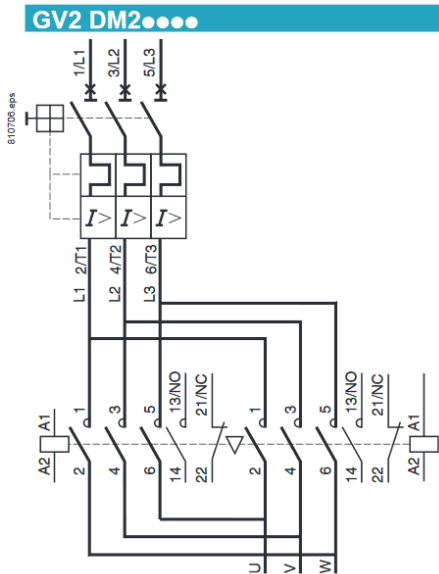 GV2 DM2●●●●
810706.eps
1/L1 3/L2 5/L3
I> I> I>
2/T1 4/T2 6/T3
L1 L2 L3
A1 1 3 5 13/NO 21/NC 1 3 5 13/NO 21/NC A1
A2 2 4 6 14 22 2 4 6 14 22 A2
U V W